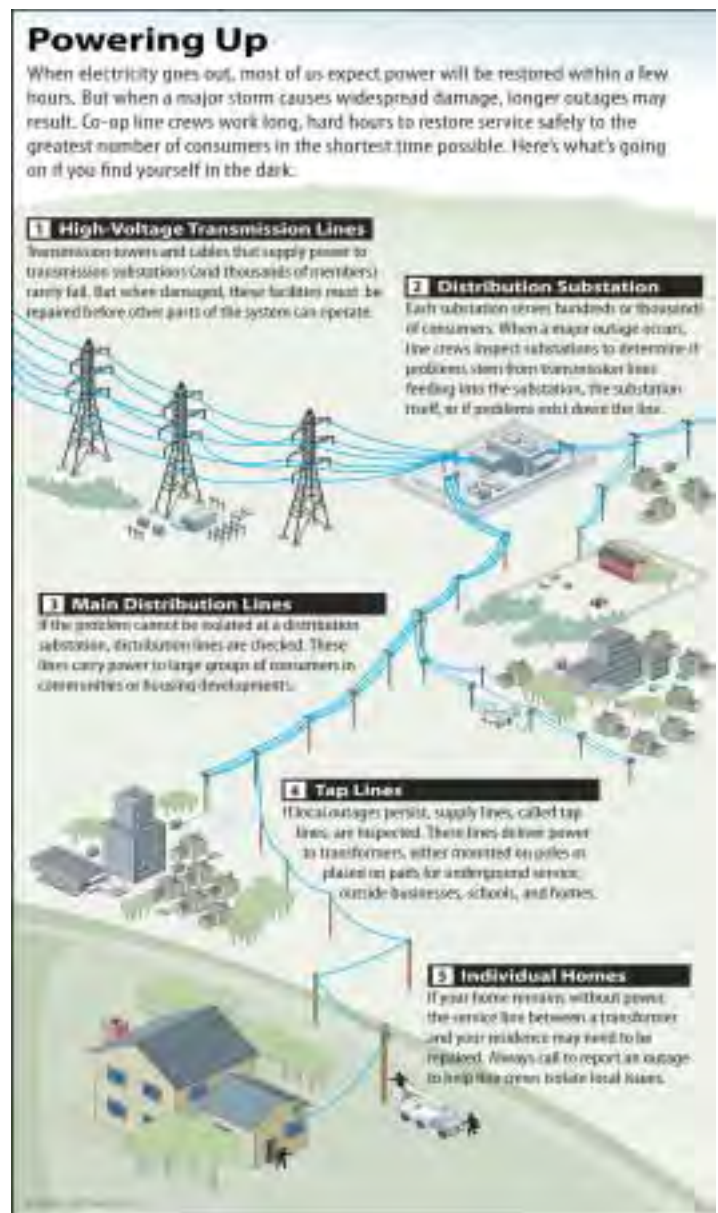 Powering Up
When electricity goes out, most of us expect power will be restored within a few
hours. But when a major storm causes widespread damage, longer outages may
result. Co-op line crews work long, hard hours to restore service safely to the
greatest number of consumers in the shortest time possible. Here's what's going
on if you find yourself in the dark.
1 High-Voltage Transmission Lines
Transmission towers and cables that supply power to
transmission substations (and thousands of members)
rarely fail. But when damaged, these facilities must be
repaired before other parts of the system can operate.
2 Distribution Substation
Each substation serves hundreds or thousands
of consumers. When a major outage occurs,
line crews inspect substations to determine if
problems stem from transmission lines
feeding into the substation, the substation
itself, or if problems exist down the line.
3 Main Distribution Lines
If the problem cannot be isolated at a distribution
substation, distribution lines are checked. These
lines carry power to large groups of consumers in
communities or housing developments.
4 Tap Lines
If local outages persist, supply lines, called tap
lines, are inspected. These lines deliver power
to transformers, either mounted on poles or
placed on pads for underground service,
outside businesses, schools, and homes.
5 Individual Homes
If your home remains without power,
the service line between a transformer
and your residence may need to be
repaired. Always call to report an outage
to help line crews isolate local issues.